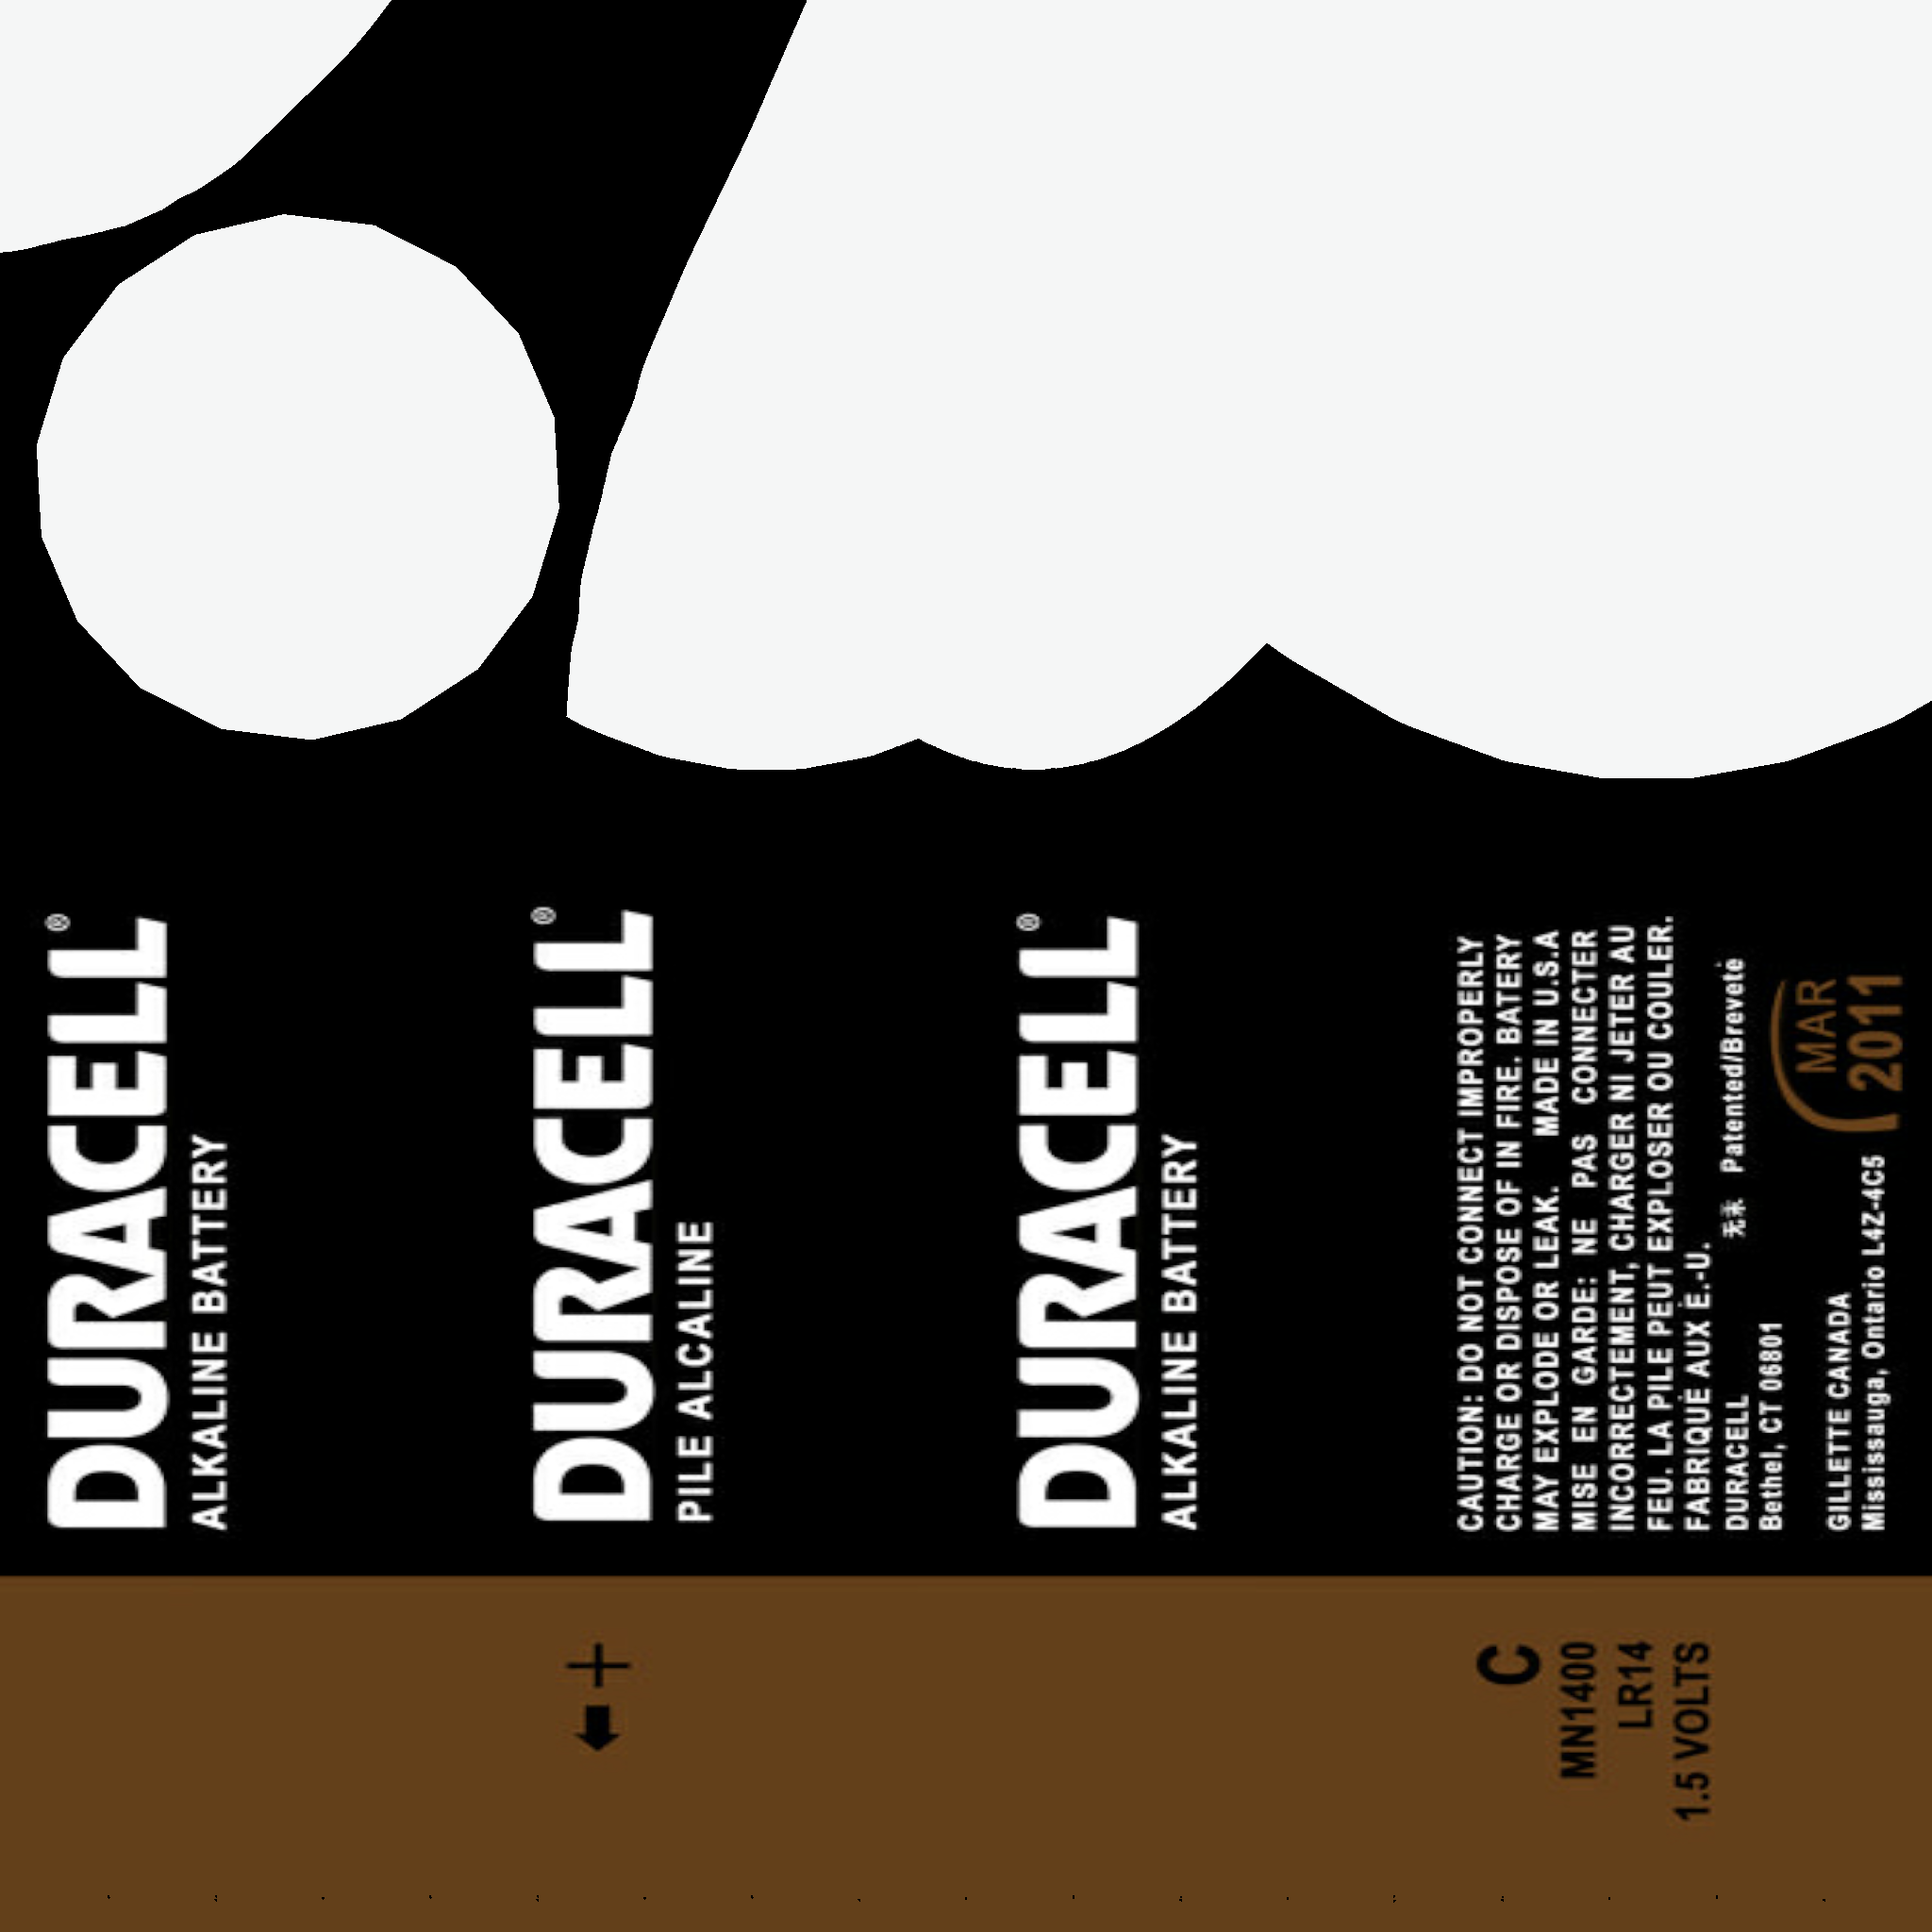 DURACELL®
ALKALINE BATTERY
DURACELL®
PILE ALCALINE
DURACELL®
ALKALINE BATTERY
CAUTION: DO NOT CONNECT IMPROPERLY
CHARGE OR DISPOSE OF IN FIRE. BATERY
MAY EXPLODE OR LEAK. MADE IN U.S.A
MISE EN GARDE: NE PAS CONNECTER
INCORRECTEMENT, CHARGER NI JETER AU
FEU. LA PILE PEUT EXPLOSER OU COULER.
FABRIQUÉ AUX É.-U.
DURACELL 无汞 Patented/Breveté
Bethel, CT 06801
GILLETTE CANADA
Mississauga, Ontario L4Z-4C5
MAR
2011
+
C
MN1400
LR14
1.5 VOLTS